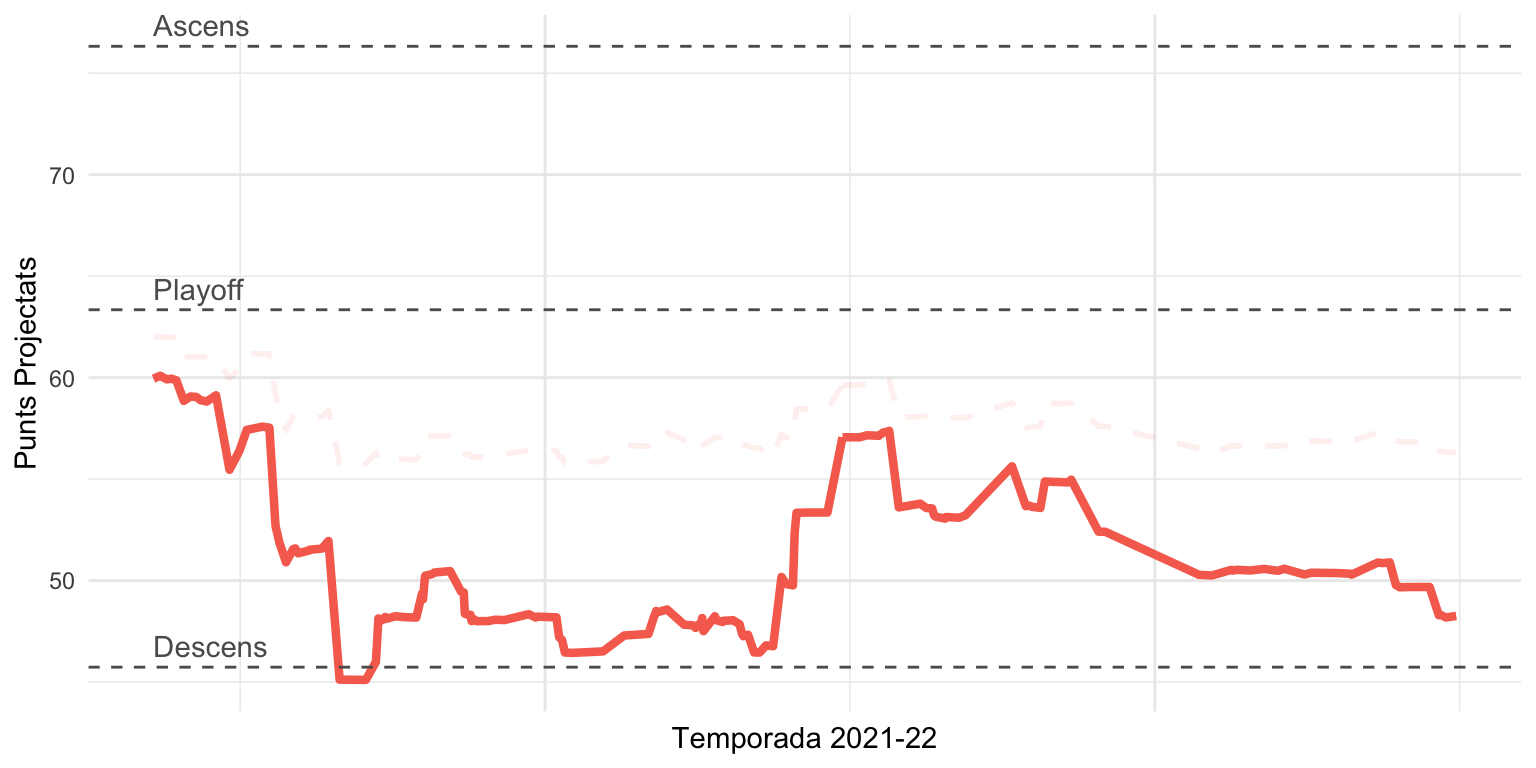 Ascens
70
Playoff
60
50
Descens
Punts Projectats
Temporada 2021-22